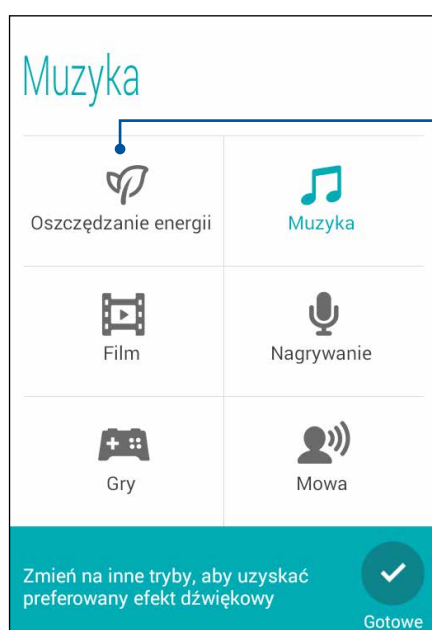 Muzyka
Oszczędzanie energii
Muzyka
Film
Nagrywanie
Gry
Mowa
Zmień na inne tryby, aby uzyskać
preferowany efekt dźwiękowy
Gotowe